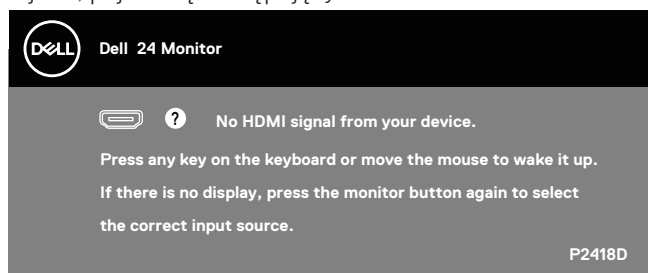 DELL Dell 24 Monitor
? No HDMI signal from your device.
Press any key on the keyboard or move the mouse to wake it up.
If there is no display, press the monitor button again to select
the correct input source.
P2418D